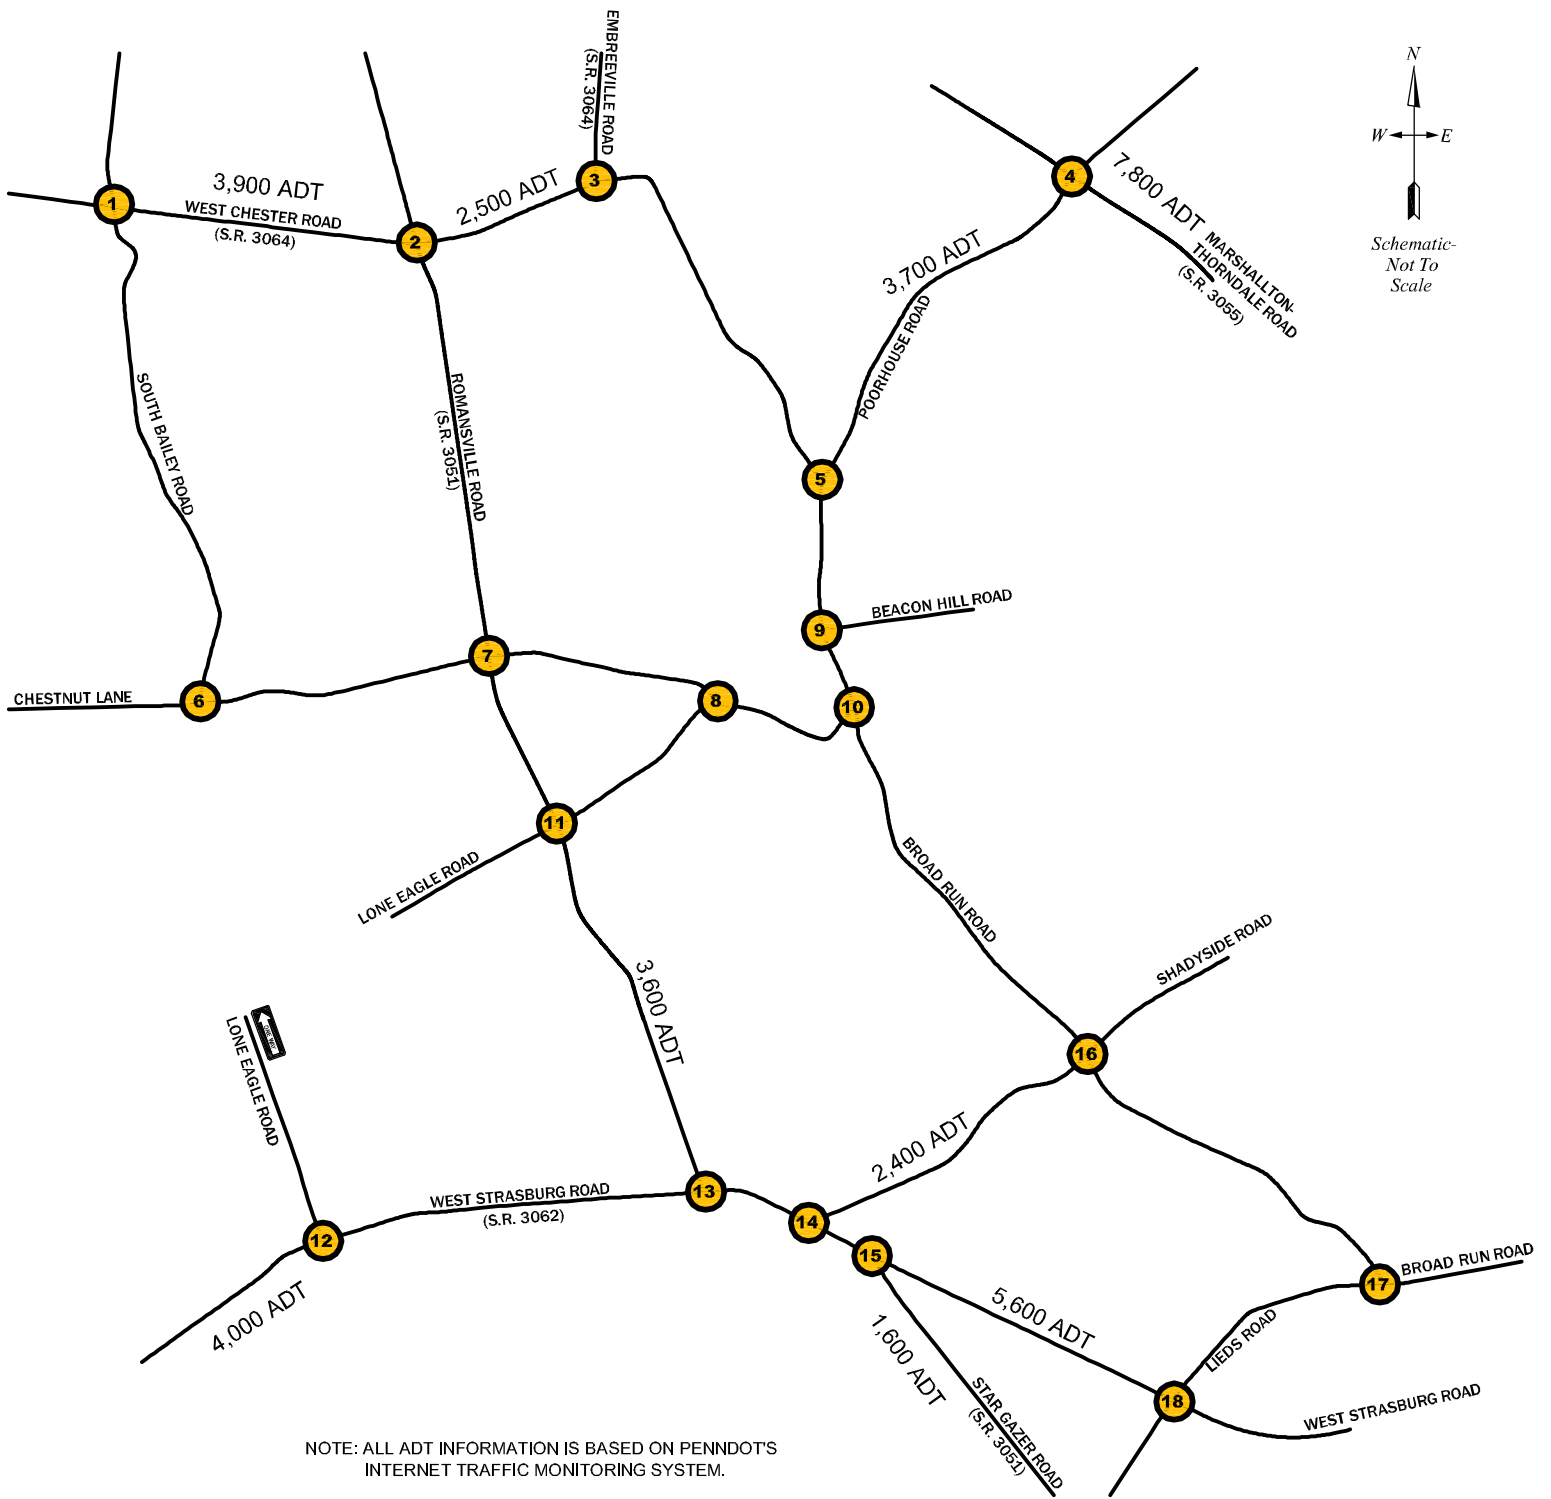 EMBREEVILLE ROAD
(S.R. 3064)
N
W E
Schematic-
Not To
Scale
1
3,900 ADT
WEST CHESTER ROAD
(S.R. 3064)
2
2,500 ADT
3
4
7,800 ADT
MARSHALLTON-
THORNDALE ROAD
(S.R. 3055)
3,700 ADT
POORHOUSE ROAD
SOUTH BAILEY ROAD
ROMANSVILLE ROAD
(S.R. 3051)
5
BEACON HILL ROAD
9
7
CHESTNUT LANE
6
8
10
11
LONE EAGLE ROAD
BROAD RUN ROAD
SHADYSIDE ROAD
3,600 ADT
ONE WAY
LONE EAGLE ROAD
16
2,400 ADT
WEST STRASBURG ROAD
(S.R. 3062)
13
14
12
15
4,000 ADT
BROAD RUN ROAD
17
5,600 ADT
1,600 ADT
LIEDS ROAD
STAR GAZER ROAD
(S.R. 3051)
18
WEST STRASBURG ROAD
NOTE: ALL ADT INFORMATION IS BASED ON PENNDOT'S
INTERNET TRAFFIC MONITORING SYSTEM.